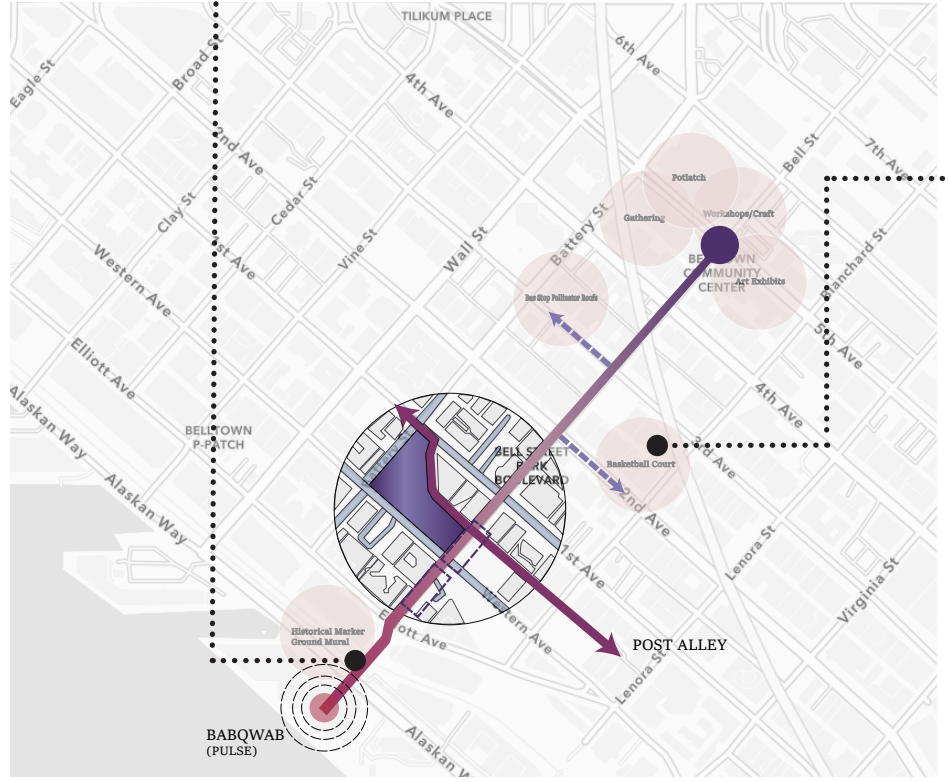 TILIKUM PLACE
Broad St
6th Ave
Eagle St
4th Ave
2nd Ave
Bell St
7th Ave
Potlatch
Cedar St
Clay St
Workshops/Craft
Gathering
Battery St
1st Ave
Vine St
Wall St
Blanchard St
BELLTOWN
COMMUNITY
CENTER
Art Exhibits
Western Ave
Bus Stop Pollinator Roofs
5th Ave
Elliott Ave
4th Ave
Alaskan Way
BELLTOWN
P-PATCH
3rd Ave
BELL STREET
PARK
BOULEVARD
Basketball Court
Alaskan Way
2nd Ave
1st Ave
Lenora St
Virginia St
Western Ave
Elliott Ave
Historical Marker
Ground Mural
POST ALLEY
Lenora St
BABQWAB
(PULSE)
Alaskan Way